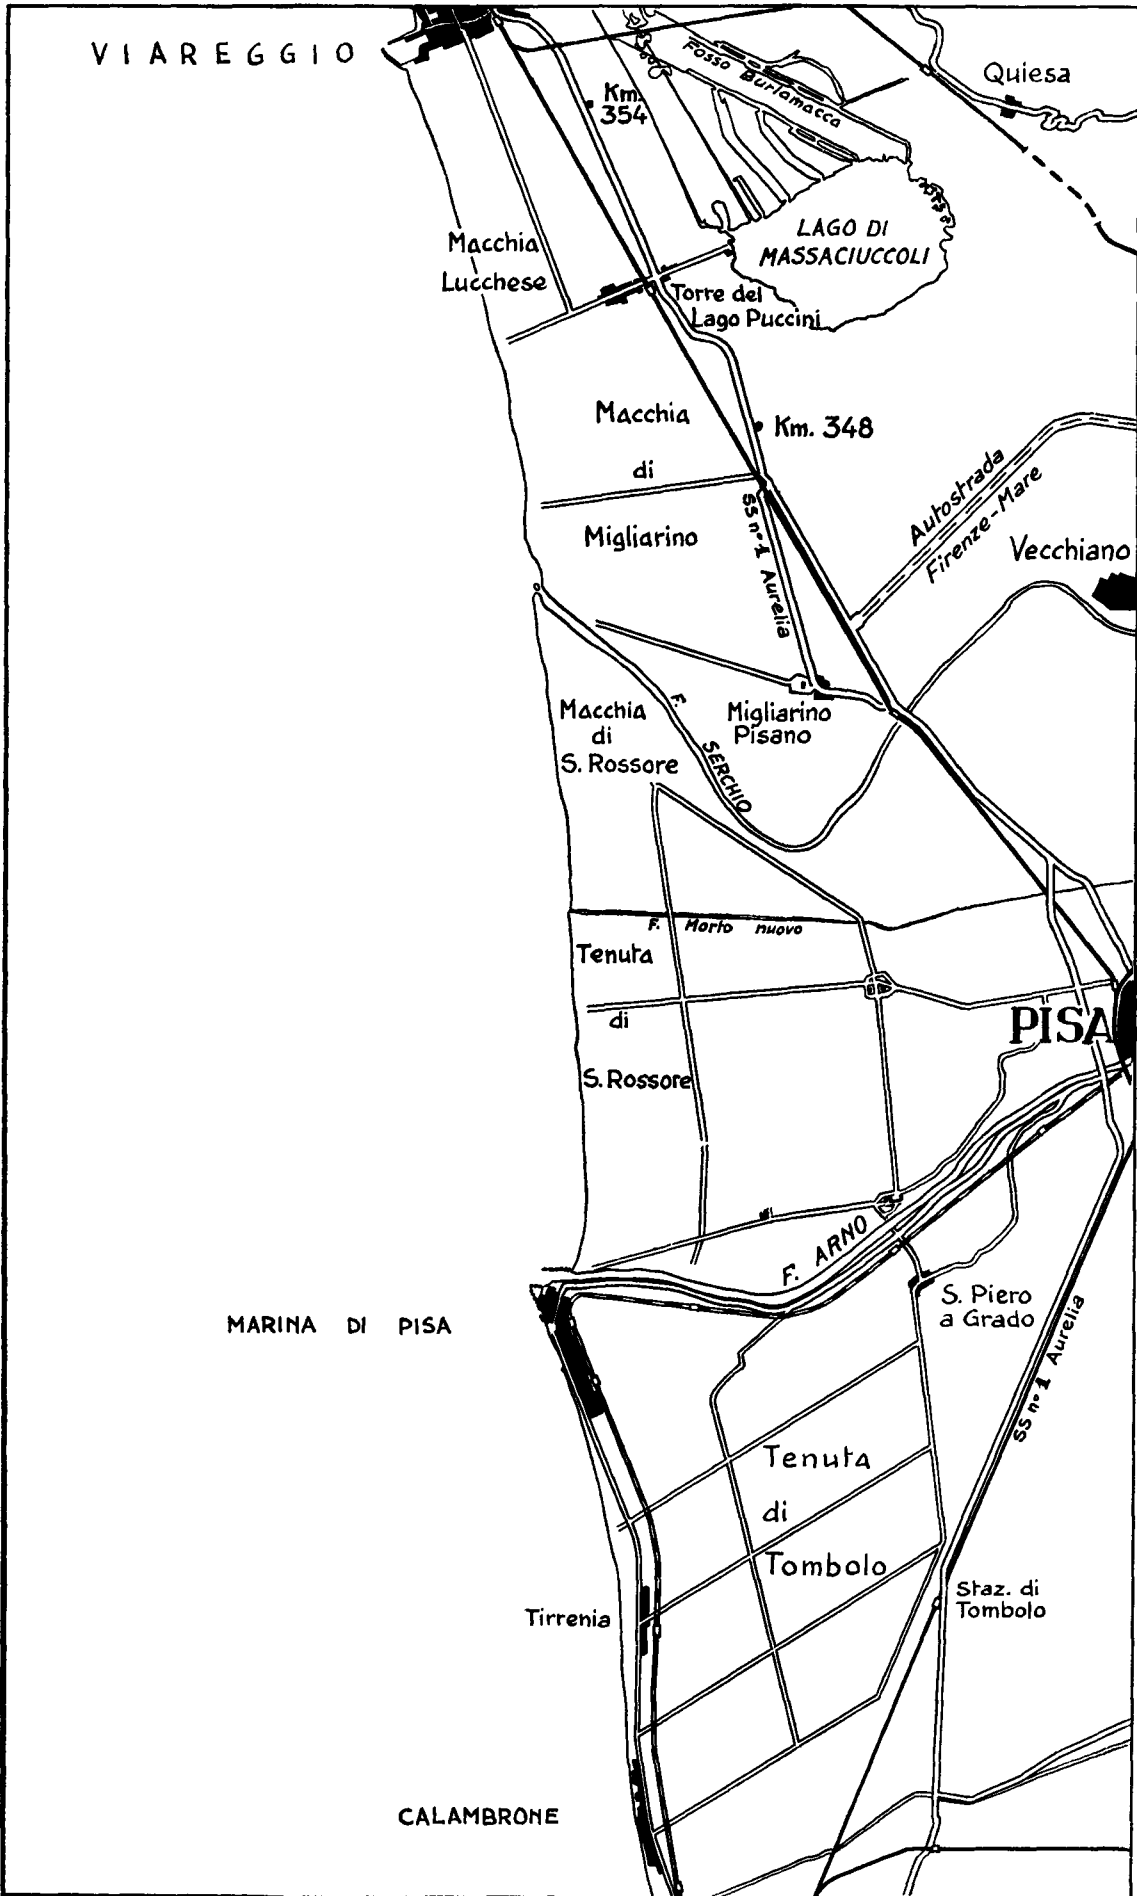 VIAREGGIO
Quiesa
Fosso Burlamacca
Km.
354
LAGO DI
MASSACIUCCOLI
Macchia
Lucchese
Torre del
Lago Puccini
Macchia
di
Migliarino
Km. 348
Autostrada
Firenze-Mare
SS n° 1 Aurelia
Vecchiano
Macchia
di
S. Rossore
F. SERCHIO
Migliarino
Pisano
F. Morto nuovo
Tenuta
di
S. Rossore
PISA
F. ARNO
MARINA DI PISA
S. Piero
a Grado
SS n° 1 Aurelia
Tenuta
di
Tombolo
Tirrenia
Staz. di
Tombolo
CALAMBRONE